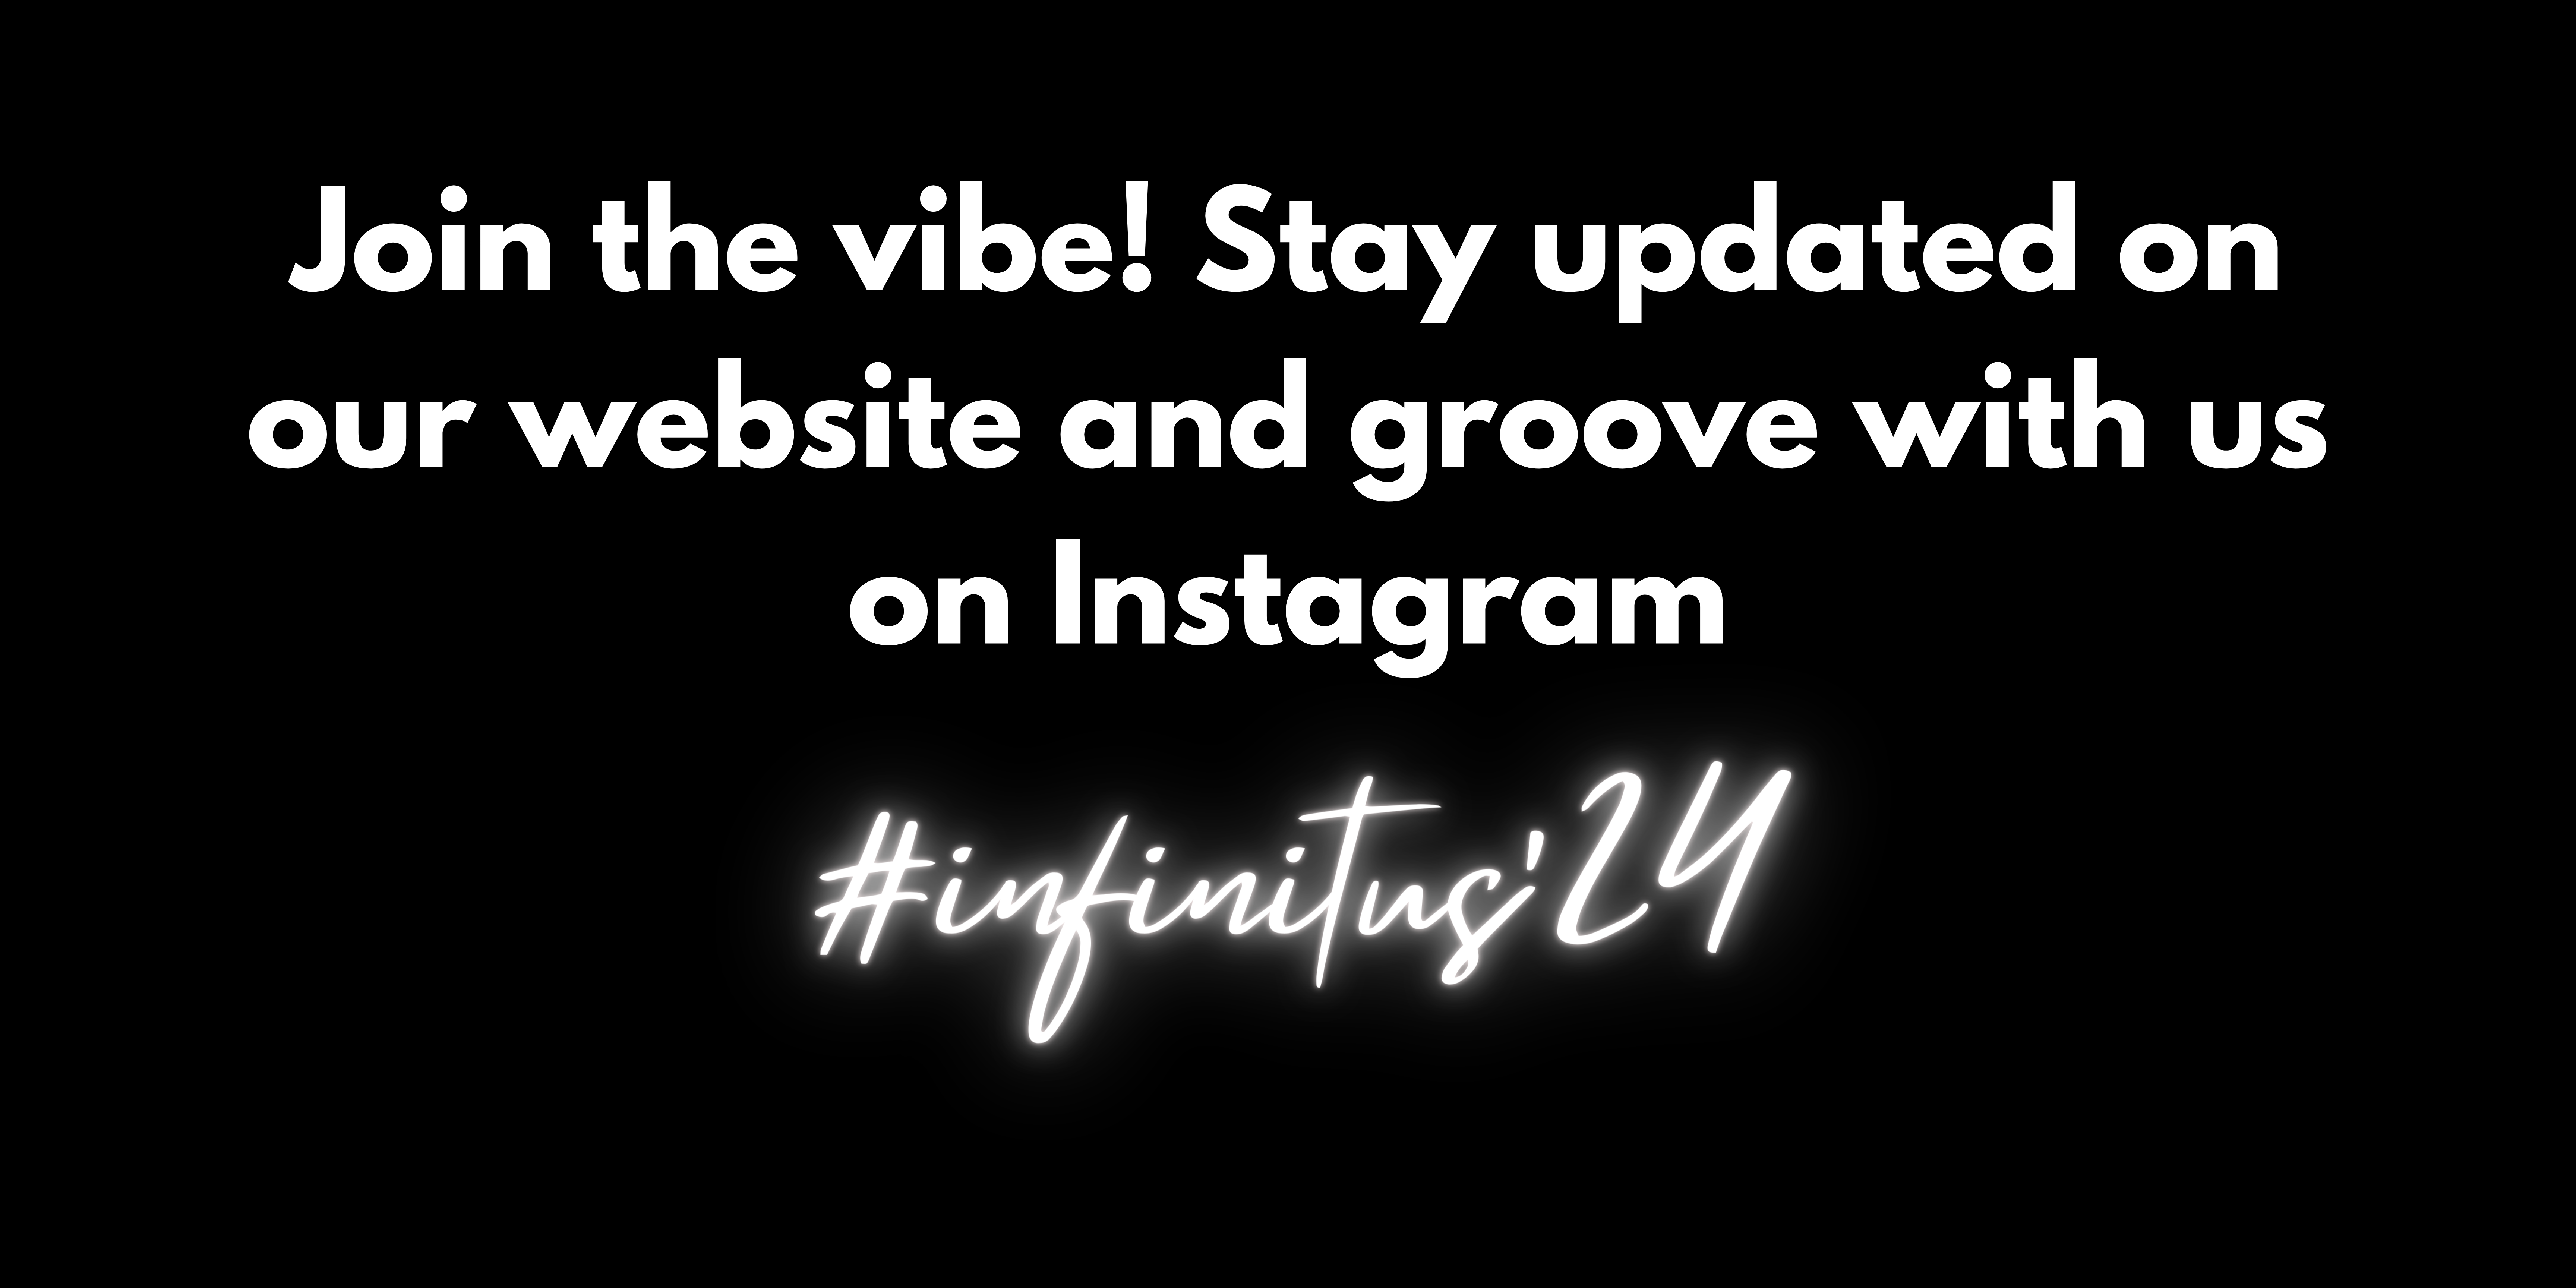 Join the vibe! Stay updated on
our website and groove with us
on Instagram
#infinitus'24